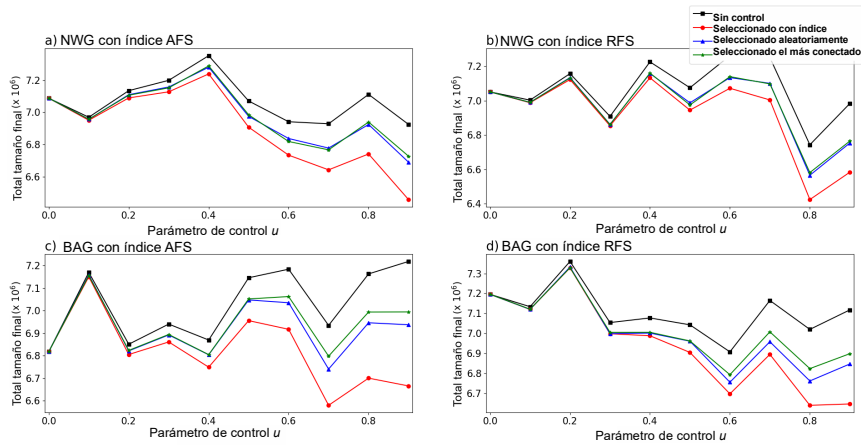 Sin control
Seleccionado con índice
Seleccionado aleatoriamente
Seleccionado el más conectado
a) NWG con índice AFS
Total tamaño final (x 10⁶)
7.2
7.0
6.8
6.6
0.0 0.2 0.4 0.6 0.8
Parámetro de control u
b) NWG con índice RFS
Total tamaño final (x 10⁶)
7.2
7.0
6.8
6.6
6.4
0.0 0.2 0.4 0.6 0.8
Parámetro de control u
c) BAG con índice AFS
Total tamaño final (x 10⁶)
7.2
7.1
7.0
6.9
6.8
6.7
6.6
0.0 0.2 0.4 0.6 0.8
Parámetro de control u
d) BAG con índice RFS
Total tamaño final (x 10⁶)
7.3
7.2
7.1
7.0
6.9
6.8
6.7
0.0 0.2 0.4 0.6 0.8
Parámetro de control u